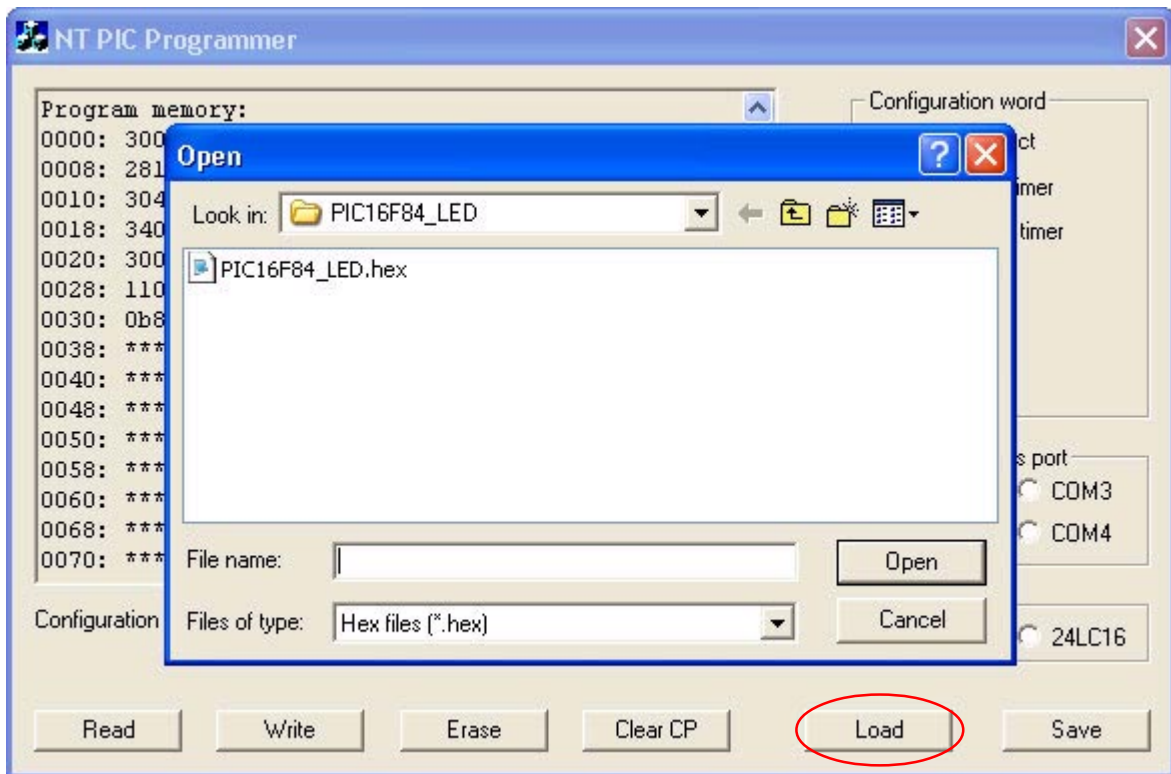 NT PIC Programmer
Program memory:
0000: 300
0008: 281
0010: 304
0018: 340
0020: 300
0028: 110
0030: 0b8
0038: ***
0040: ***
0048: ***
0050: ***
0058: ***
0060: ***
0068: ***
0070: ***
Configuration
Configuration word
ct
imer
timer
s port
COM3
COM4
24LC16
Open
Look in: PIC16F84_LED
PIC16F84_LED.hex
File name:
Open
Files of type: Hex files (*.hex)
Cancel
Read Write Erase Clear CP Load Save